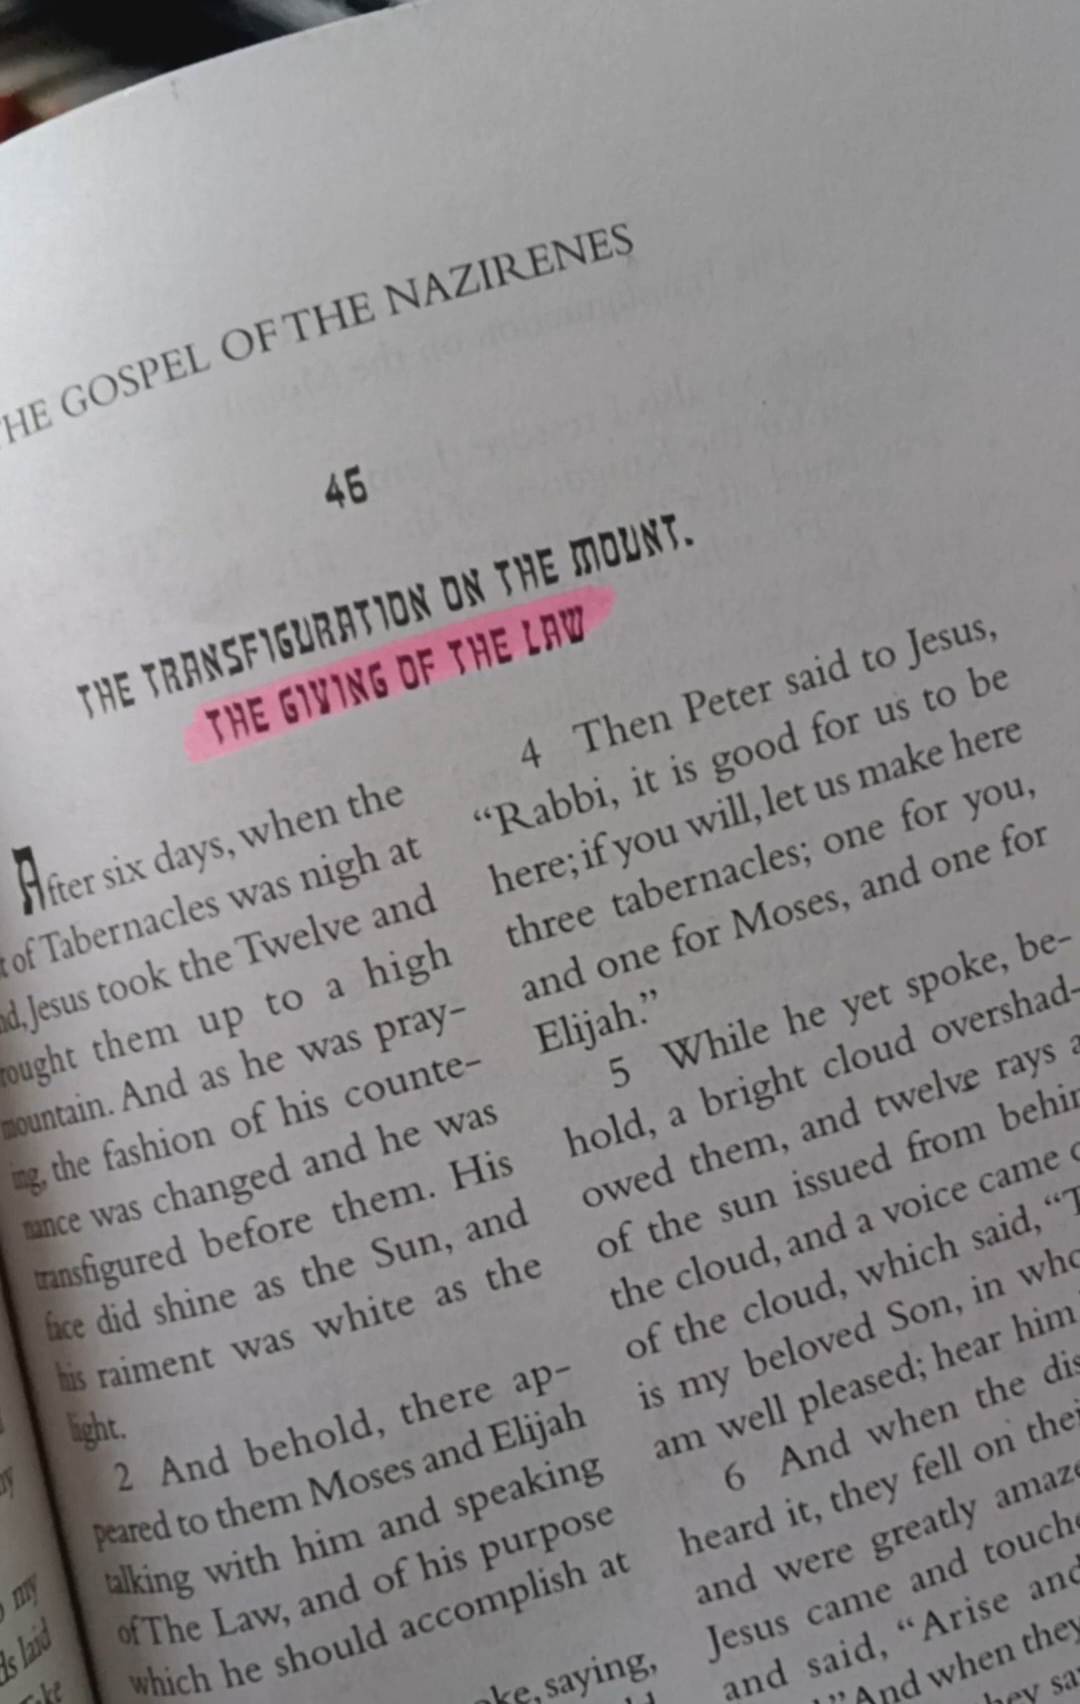 THE GOSPEL OF THE NAZIRENES
46
THE TRANSFIGURATION ON THE MOUNT.
THE GIVING OF THE LAW
After six days, when the
of Tabernacles was nigh at
Jesus took the Twelve and
them up to a high
mountain. And as he was pray-
the fashion of his counte-
nance was changed and he was
transfigured before them. His
face did shine as the Sun, and
his raiment was white as the
light.
2 And behold, there ap-
peared to them Moses and Elijah
talking with him and speaking
of The Law, and of his purpose
which he should accomplish at
saying,
4 Then Peter said to Jesus,
“Rabbi, it is good for us to be
here; if you will, let us make here
three tabernacles; one for you,
and one for Moses, and one for
Elijah.”
5 While he yet spoke, be-
hold, a bright cloud overshad-
owed them, and twelve rays
of the sun issued from
the cloud, and a voice came
of the cloud, which said,
is my beloved Son, in
am well pleased; hear him
6 And when the
heard it, they fell on
and were greatly
Jesus came and
and said, “Arise
” And when they
my
laid